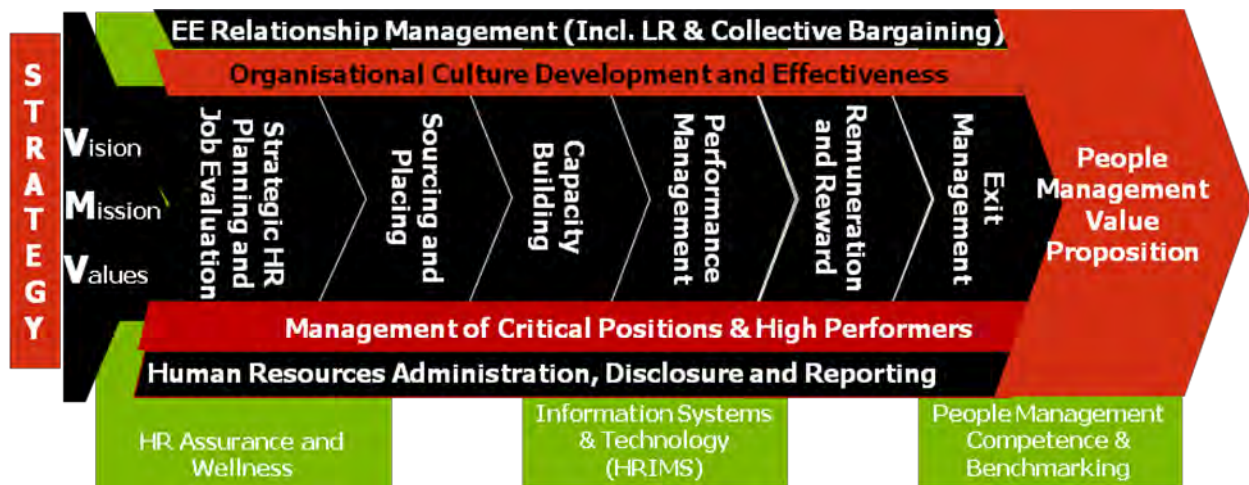 STRATEGY
Vision
Mission
Values
EE Relationship Management (Incl. LR & Collective Bargaining)
Organisational Culture Development and Effectiveness
Strategic HR
Planning and
Job Evaluation
Sourcing and
Placing
Capacity
Building
Performance
Management
Remuneration
and Reward
Exit
Management
People
Management
Value
Proposition
Management of Critical Positions & High Performers
Human Resources Administration, Disclosure and Reporting
HR Assurance and
Wellness
Information Systems
& Technology
(HRIMS)
People Management
Competence &
Benchmarking